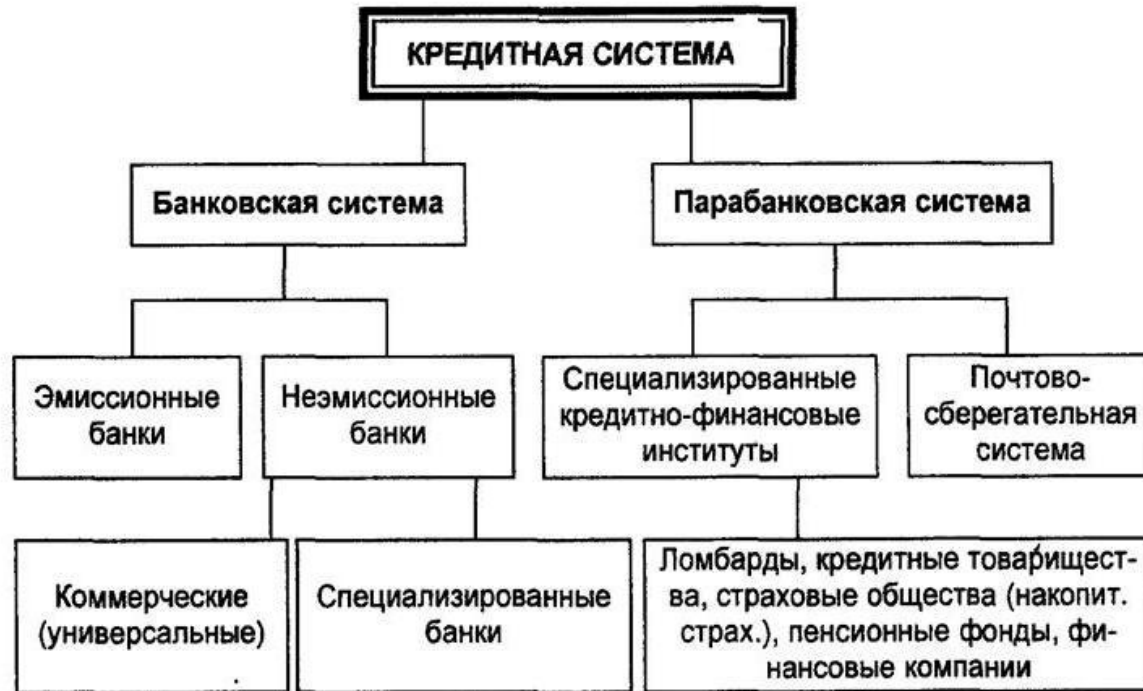 КРЕДИТНАЯ СИСТЕМА
Банковская система
Парабанковская система
Эмиссионные
банки
Неэмиссионные
банки
Специализированные
кредитно-финансовые
институты
Почтово-
сберегательная
система
Коммерческие
(универсальные)
Специализированные
банки
Ломбарды, кредитные товарищест-
ва, страховые общества (накопит.
страх.), пенсионные фонды, фи-
нансовые компании